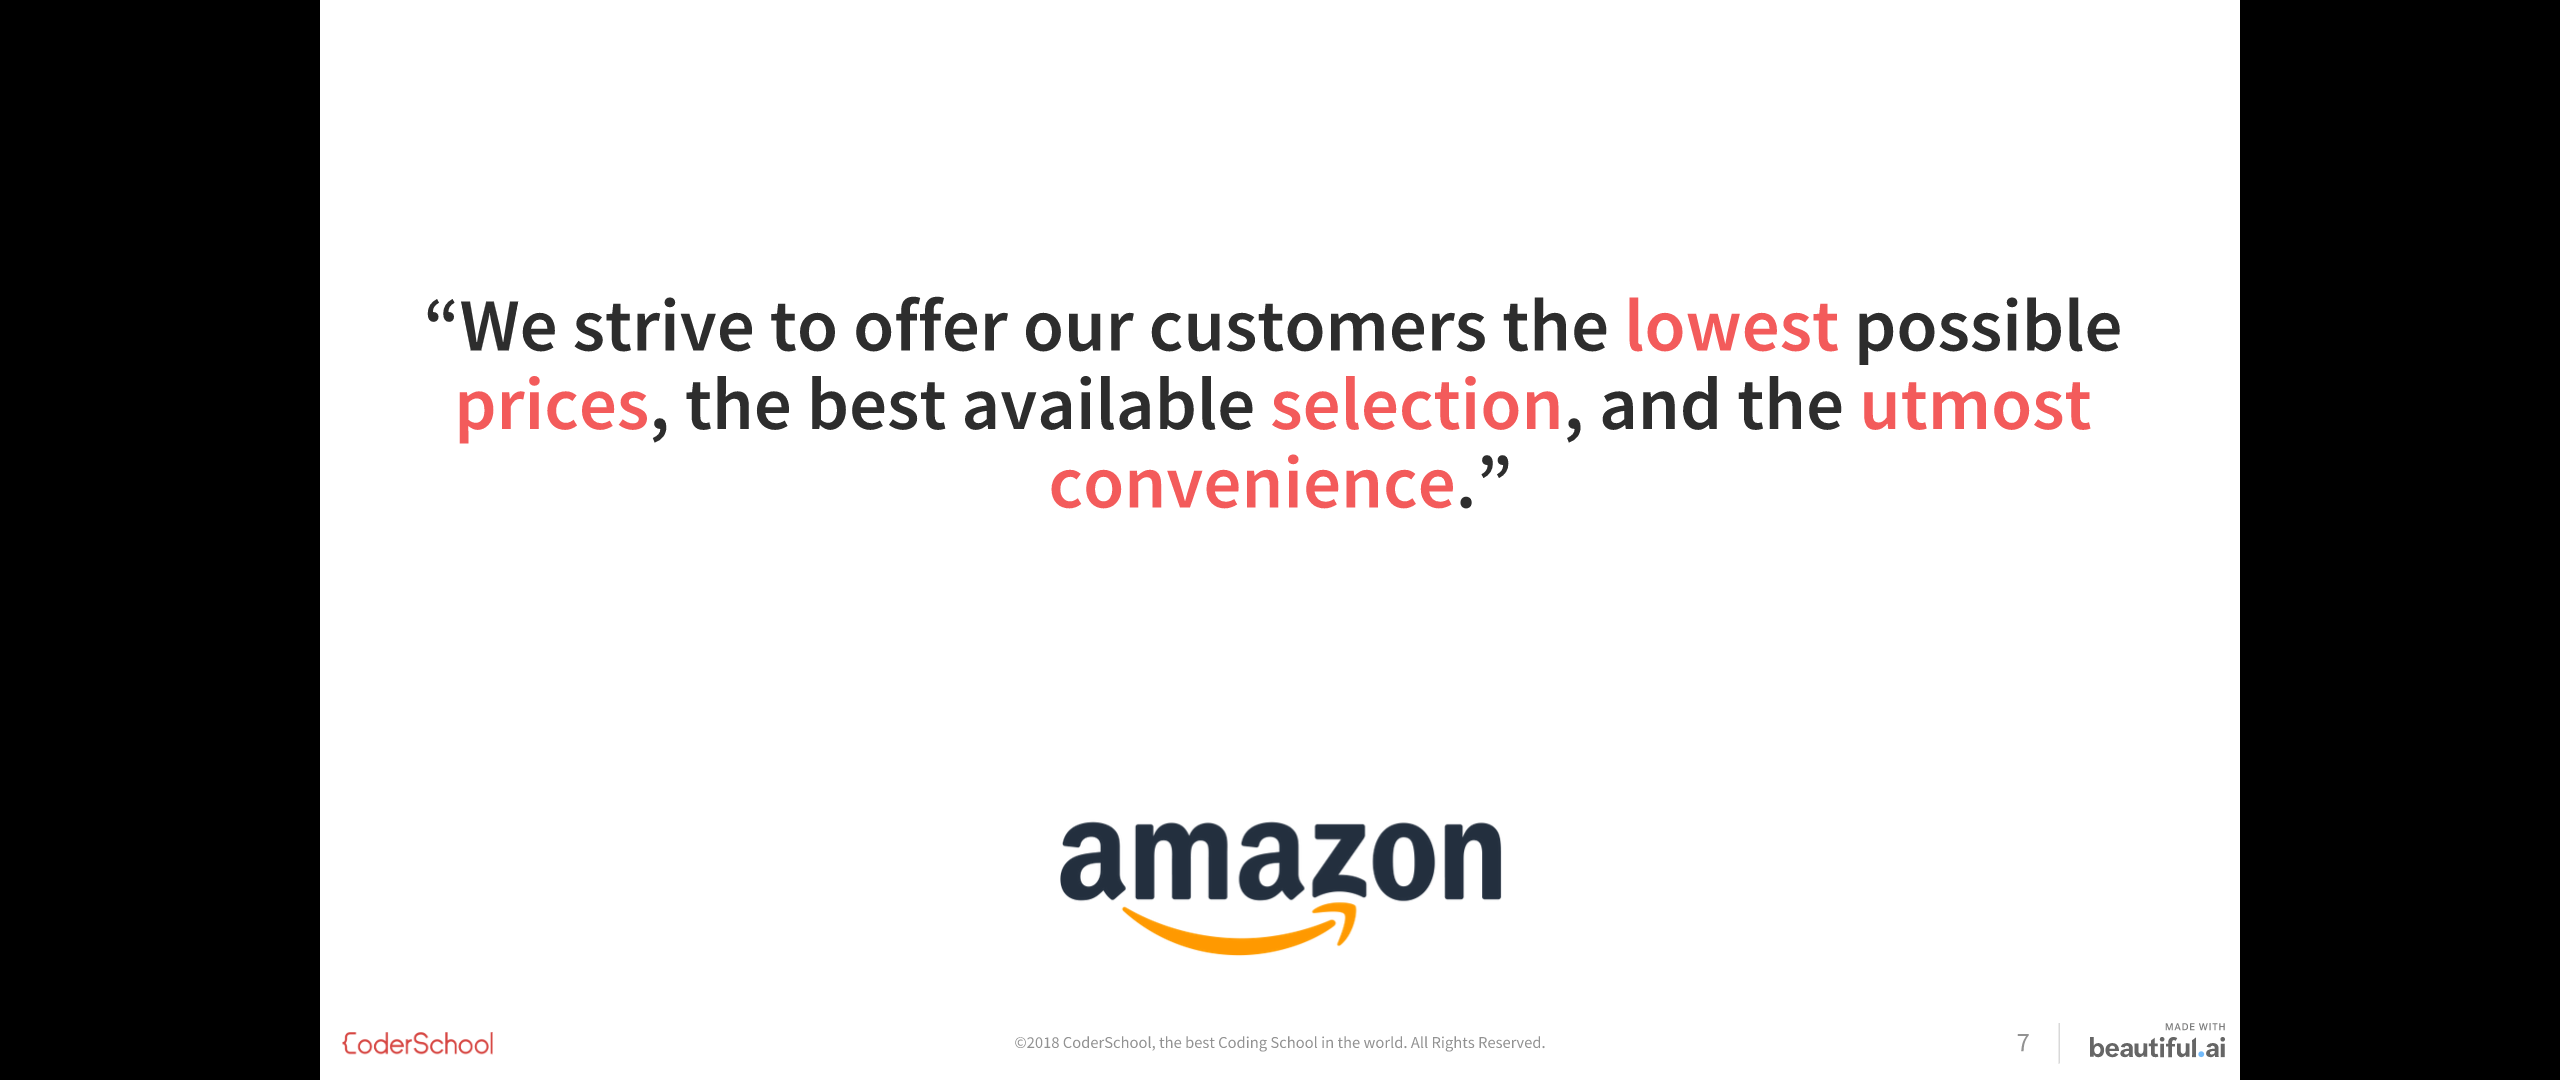 “We strive to offer our customers the lowest possible
prices, the best available selection, and the utmost
convenience.”
amazon
CoderSchool
©2018 CoderSchool, the best Coding School in the world. All Rights Reserved.
7
MADE WITH
beautiful.ai